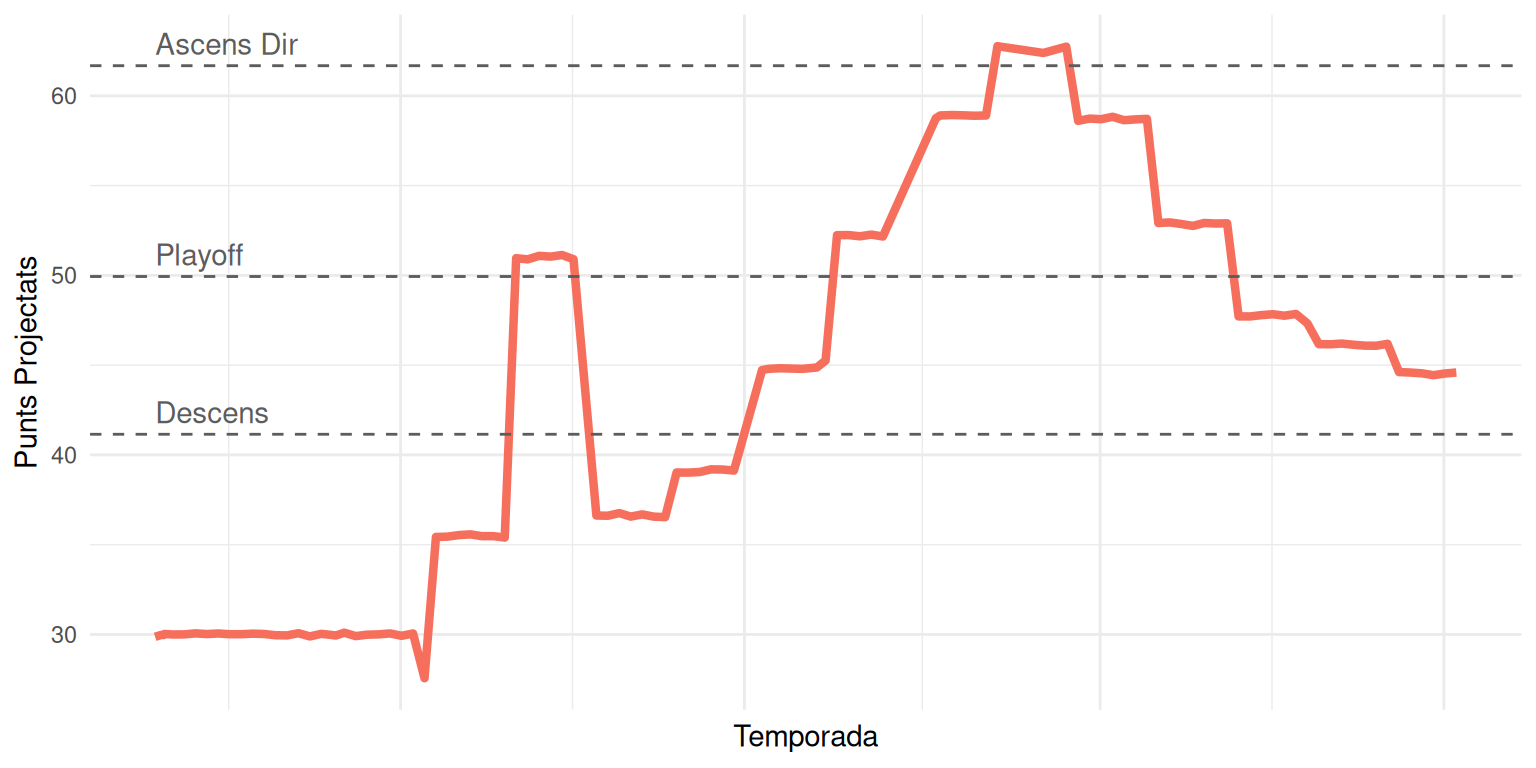 Ascens Dir
60
Playoff
50
Descens
40
30
Punts Projectats
Temporada